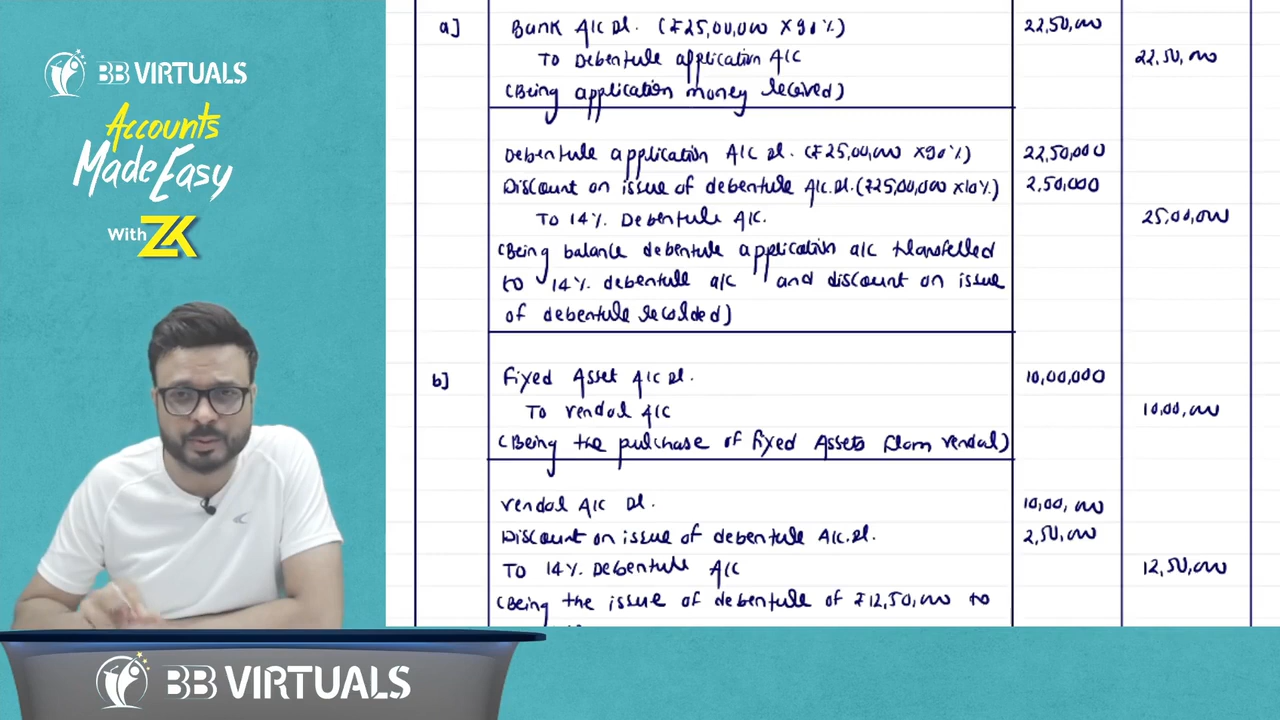 BB VIRTUALS
Accounts
Made Easy
With ZK
a] Bank A/C Dr. (₹25,00,000 X 90%) 22,50,000
To Debenture application A/C 22,50,000
(Being application money received)
Debenture application A/C Dr. (₹25,00,000 X90%) 22,50,000
Discount on issue of debenture A/C.Dr.(₹25,00,000 X10%) 2,50,000
To 14% Debenture A/C. 25,00,000
(Being balance debenture application a/c transferred
to 14% debenture a/c and discount on issue
of debenture recorded)
b] Fixed Asset A/C Dr. 10,00,000
To vendor A/C 10,00,000
(Being the purchase of fixed Assets from vendor)
vendor A/C Dr. 10,00,000
Discount on issue of debenture A/C.Dr. 2,50,000
To 14% Debenture A/C 12,50,000
(Being the issue of debenture of ₹12,50,000 to
BB VIRTUALS